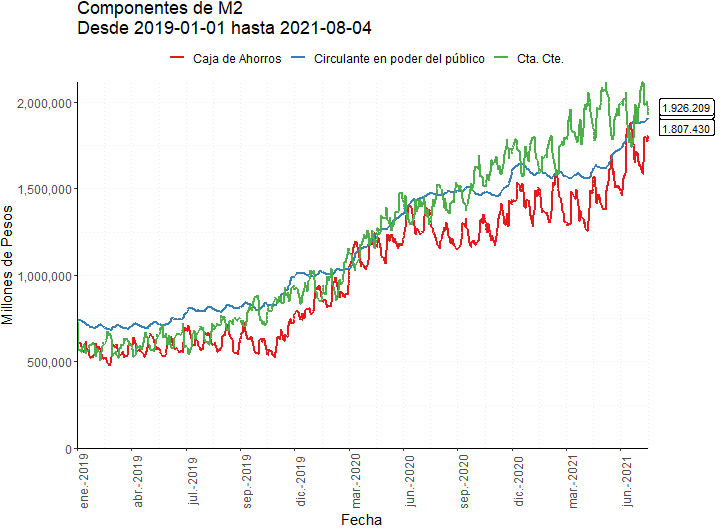 Componentes de M2
Desde 2019-01-01 hasta 2021-08-04
Caja de Ahorros Circulante en poder del público Cta. Cte.
Millones de Pesos
2,000,000
1,500,000
1,000,000
500,000
0
1.926.209
1.807.430
ene.-2019 abr.-2019 jul.-2019 sep.-2019 dic.-2019 mar.-2020 jun.-2020 sep.-2020 dic.-2020 mar.-2021 jun.-2021
Fecha